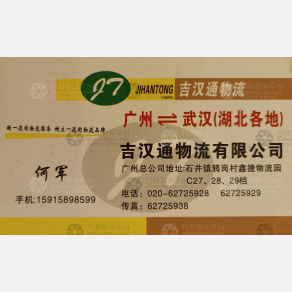 JT
JIHANTONG 吉汉通物流
Logistics
广州 ⇌ 武汉(湖北各地)
统一流的物流服务 树立一流的物流品牌
吉汉通物流有限公司
何军
广州总公司地址:石井镇鸦岗村鑫捷物流园
C27、28、29档
手机:15915898599
电话:020-62725928 62725929
传真:62725938